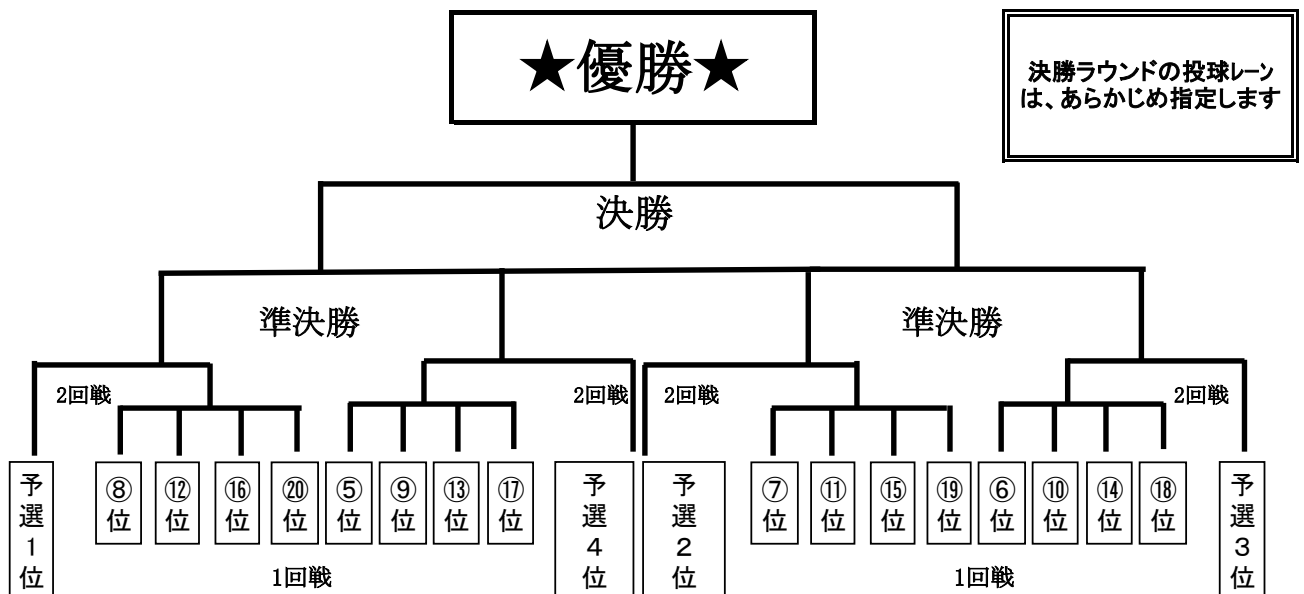 ★優勝★
決勝ラウンドの投球レーン
は、あらかじめ指定します
決勝
準決勝
準決勝
2回戦
2回戦
2回戦
2回戦
予選1位
⑧位
⑫位
⑯位
⑳位
⑤位
⑨位
⑬位
⑰位
予選4位
予選2位
⑦位
⑪位
⑮位
⑲位
⑥位
⑩位
⑭位
⑱位
予選3位
1回戦
1回戦